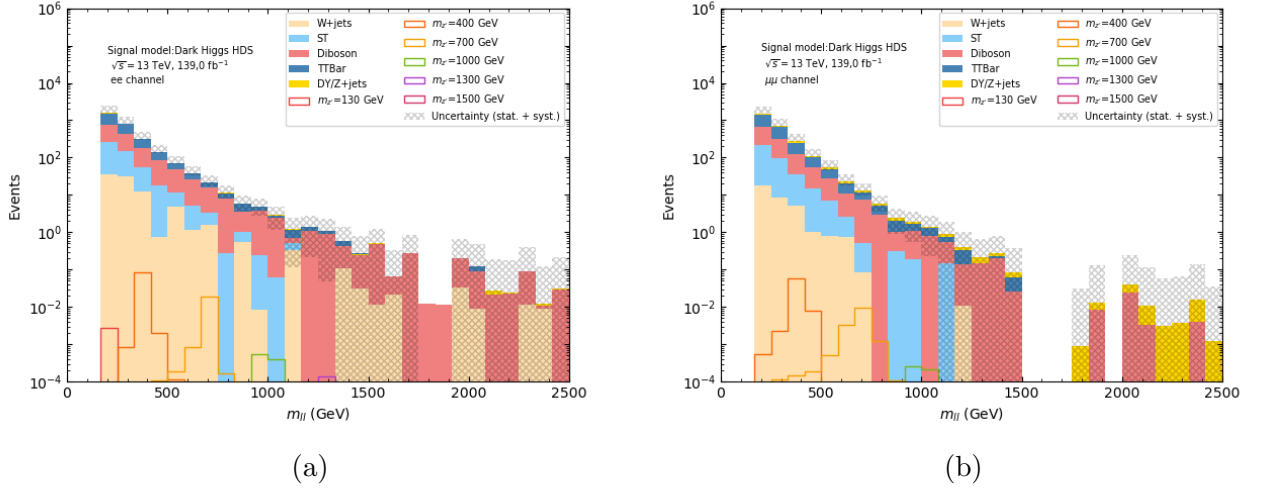 10^6
10^4
10^2
10^0
10^−2
10^−4
Events
Signal model:Dark Higgs HDS
√s = 13 TeV, 139,0 fb^−1
ee channel
W+jets
ST
Diboson
TTBar
DY/Z+jets
m_Z'=130 GeV
m_Z'=400 GeV
m_Z'=700 GeV
m_Z'=1000 GeV
m_Z'=1300 GeV
m_Z'=1500 GeV
Uncertainty (stat. + syst.)
0 500 1000 1500 2000 2500
m_ll (GeV)
(a)
10^6
10^4
10^2
10^0
10^−2
10^−4
Events
Signal model:Dark Higgs HDS
√s = 13 TeV, 139,0 fb^−1
μμ channel
W+jets
ST
Diboson
TTBar
DY/Z+jets
m_Z'=130 GeV
m_Z'=400 GeV
m_Z'=700 GeV
m_Z'=1000 GeV
m_Z'=1300 GeV
m_Z'=1500 GeV
Uncertainty (stat. + syst.)
0 500 1000 1500 2000 2500
m_ll (GeV)
(b)